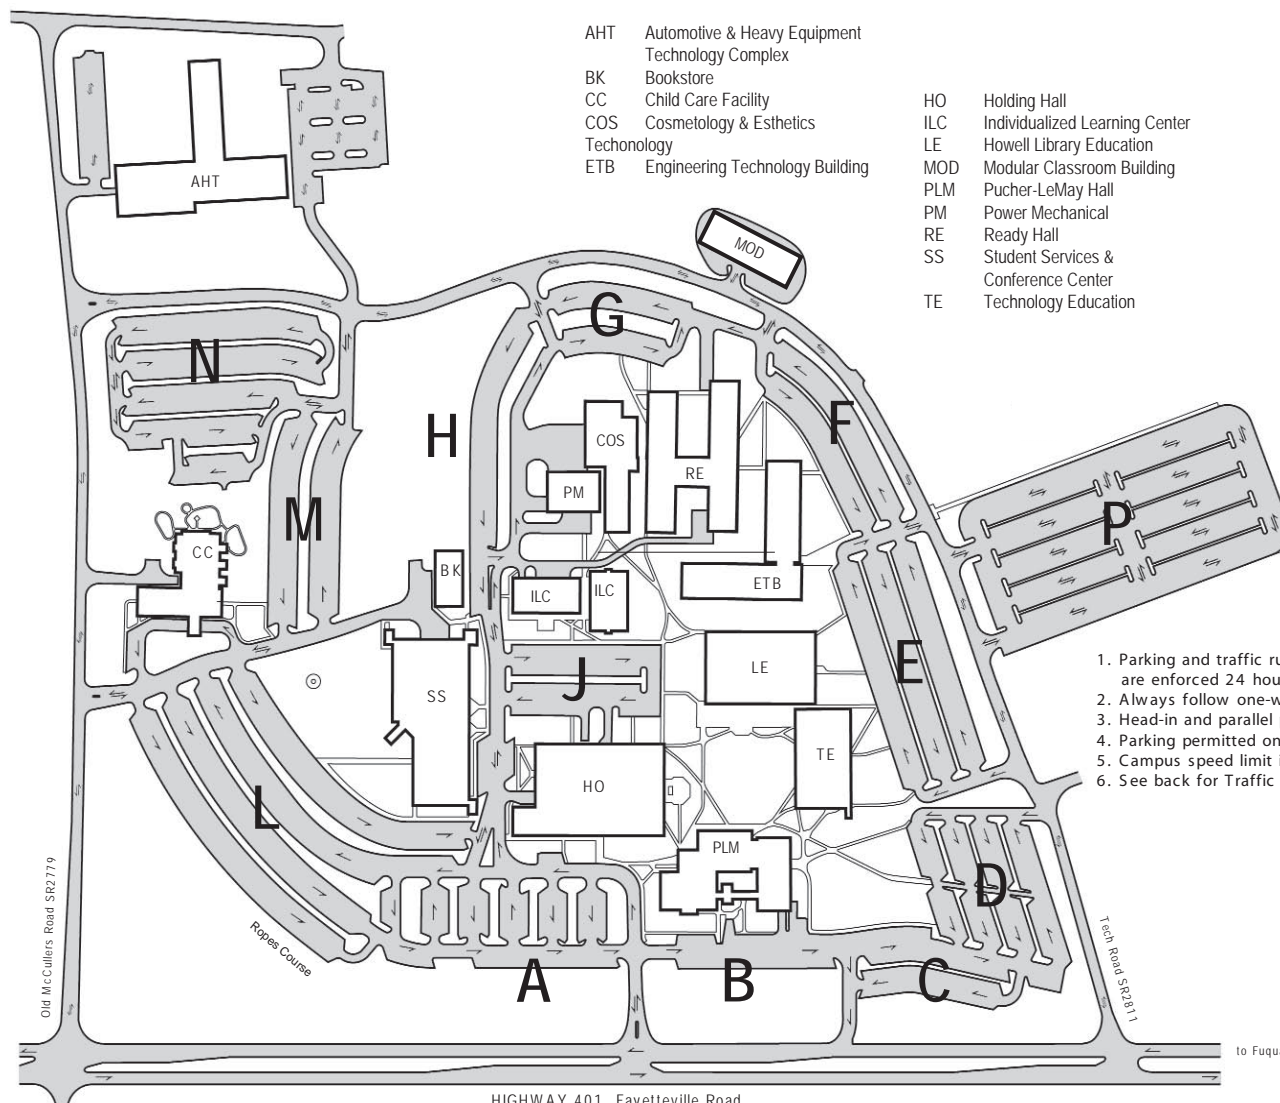 AHT Automotive & Heavy Equipment
Technology Complex
BK Bookstore
CC Child Care Facility
COS Cosmetology & Esthetics
Techonology
ETB Engineering Technology Building
HO Holding Hall
ILC Individualized Learning Center
LE Howell Library Education
MOD Modular Classroom Building
PLM Pucher-LeMay Hall
PM Power Mechanical
RE Ready Hall
SS Student Services &
Conference Center
TE Technology Education
AHT
MOD
G
N
F
H
COS
RE
PM
P
M
CC
BK
ILC
ILC
ETB
E
LE
J
SS
TE
HO
L
PLM
D
A
B
C
1. Parking and traffic ru
are enforced 24 hou
2. Always follow one-w
3. Head-in and parallel
4. Parking permitted on
5. Campus speed limit i
6. See back for Traffic
Old McCullers Road SR2779
Ropes Course
Tech Road SR2811
to Fuqu
HIGHWAY 401 Fayetteville Road